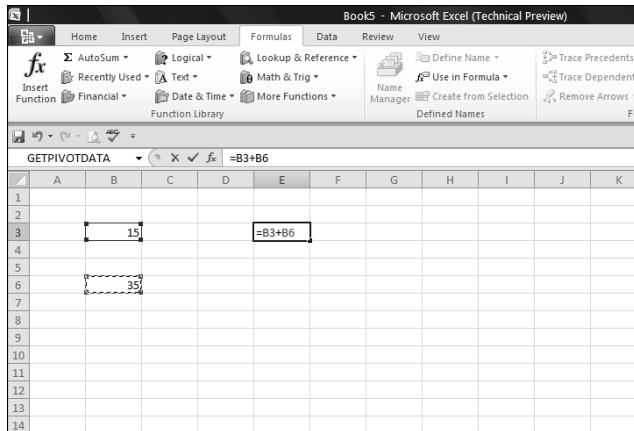 Book5 - Microsoft Excel (Technical Preview)
Home Insert Page Layout Formulas Data Review View
fx Insert Function
Σ AutoSum
Recently Used
Financial
Logical
Text
Date & Time
Lookup & Reference
Math & Trig
More Functions
Function Library
Name Manager
Define Name
Use in Formula
Create from Selection
Defined Names
Trace Precedents
Trace Dependent
Remove Arrows
F
GETPIVOTDATA fx =B3+B6
A B C D E F G H I J K
1
2
3 15 =B3+B6
4
5
6 35
7
8
9
10
11
12
13
14